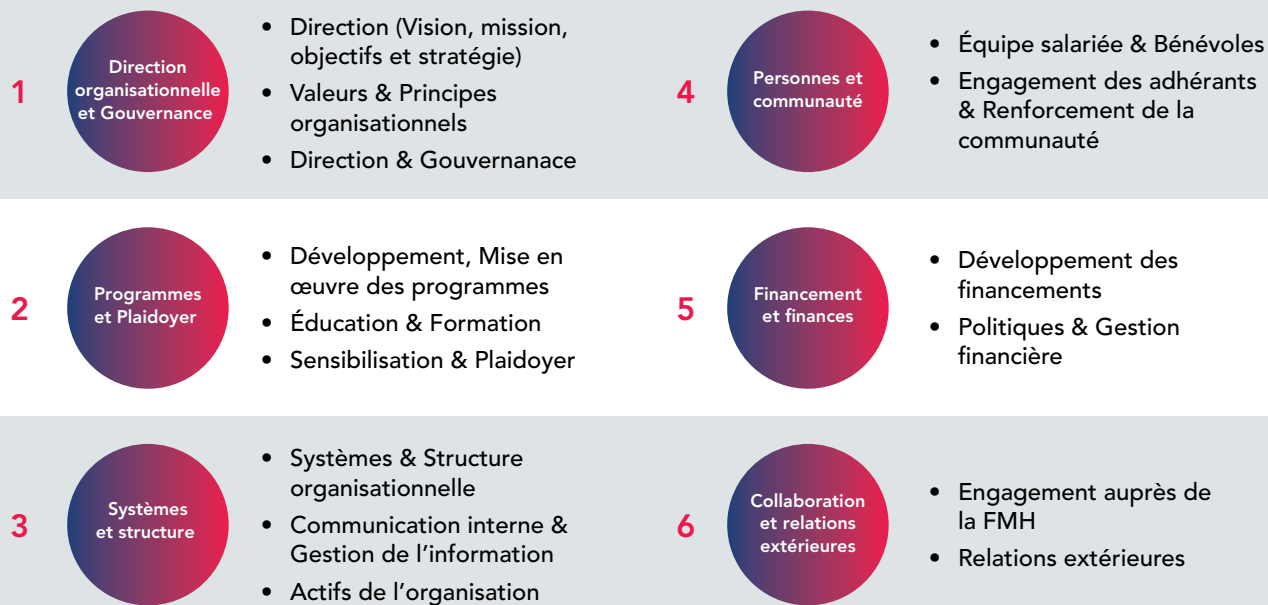 1
Direction
organisationnelle
et Gouvernance
• Direction (Vision, mission,
objectifs et stratégie)
• Valeurs & Principes
organisationnels
• Direction & Gouvernanace
2
Programmes
et Plaidoyer
• Développement, Mise en
œuvre des programmes
• Éducation & Formation
• Sensibilisation & Plaidoyer
3
Systèmes
et structure
• Systèmes & Structure
organisationnelle
• Communication interne &
Gestion de l’information
• Actifs de l’organisation
4
Personnes et
communauté
• Équipe salariée & Bénévoles
• Engagement des adhérants
& Renforcement de la
communauté
5
Financement
et finances
• Développement des
financements
• Politiques & Gestion
financière
6
Collaboration
et relations
extérieures
• Engagement auprès de
la FMH
• Relations extérieures